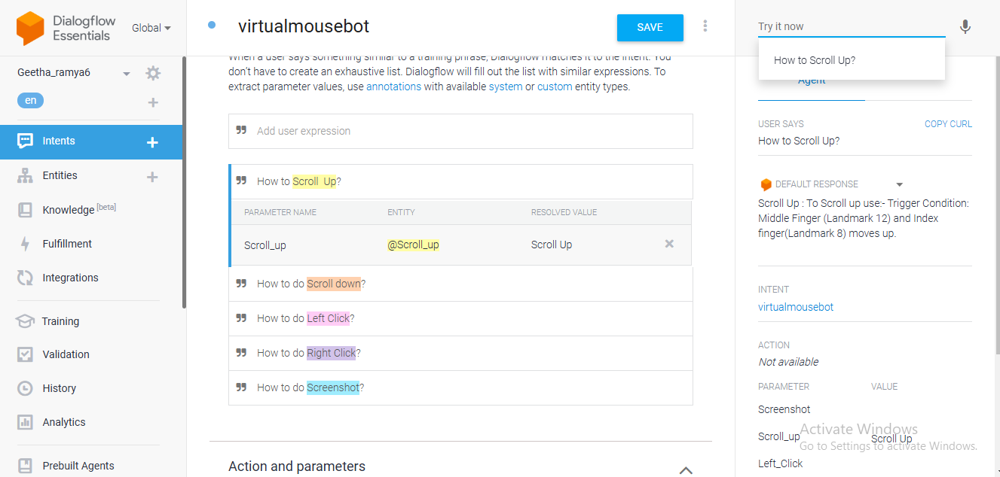 Dialogflow
Essentials
Global
virtualmousebot
SAVE
Try it now
How to Scroll Up?
Agent
Geetha_ramya6
en
Intents
Entities
Knowledge [beta]
Fulfillment
Integrations
Training
Validation
History
Analytics
Prebuilt Agents
When a user says something similar to a training phrase, Dialogflow matches it to the intent. You
don't have to create an exhaustive list. Dialogflow will fill out the list with similar expressions. To
extract parameter values, use annotations with available system or custom entity types.
Add user expression
How to Scroll Up?
PARAMETER NAME ENTITY RESOLVED VALUE
Scroll_up @Scroll_up Scroll Up
How to do Scroll down?
How to do Left Click?
How to do Right Click?
How to do Screenshot?
Action and parameters
USER SAYS COPY CURL
How to Scroll Up?
DEFAULT RESPONSE
Scroll Up : To Scroll up use:- Trigger Condition:
Middle Finger (Landmark 12) and Index
finger(Landmark 8) moves up.
INTENT
virtualmousebot
ACTION
Not available
PARAMETER VALUE
Screenshot
Scroll_up Scroll Up
Left_Click
Activate Windows
Go to Settings to activate Windows.